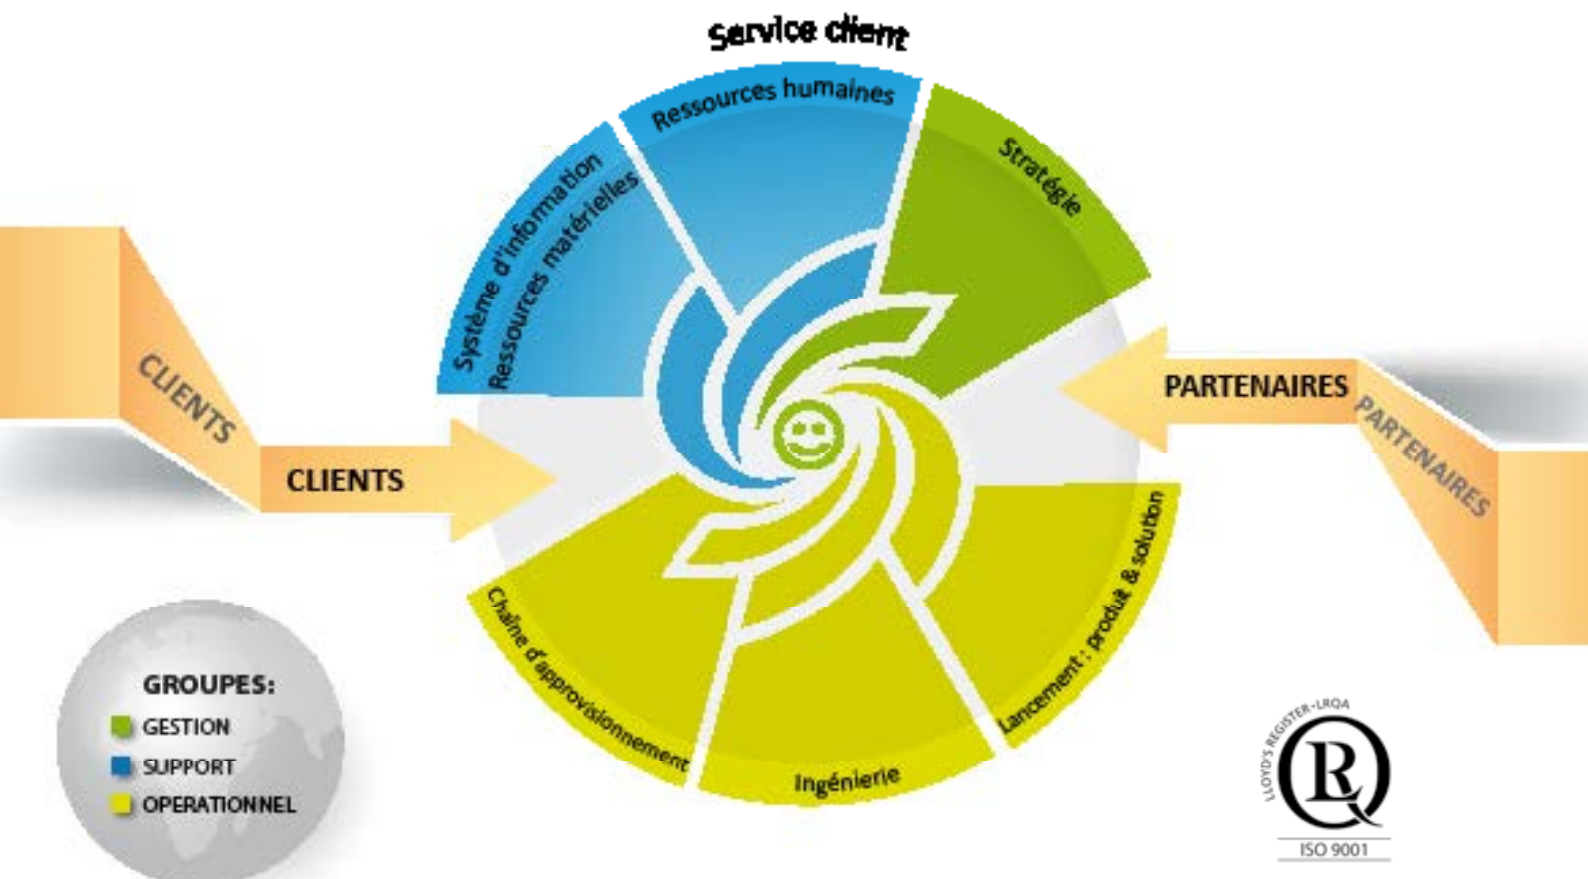 Service client
Ressources humaines
Stratégie
Système d'information
Ressources matérielles
CLIENTS
CLIENTS
PARTENAIRES
PARTENAIRES
Lancement : produit & solution
Chaîne d'approvisionnement
Ingénierie
GROUPES:
GESTION
SUPPORT
OPERATIONNEL
LLOYD'S REGISTER-LRQA
LRQ
ISO 9001